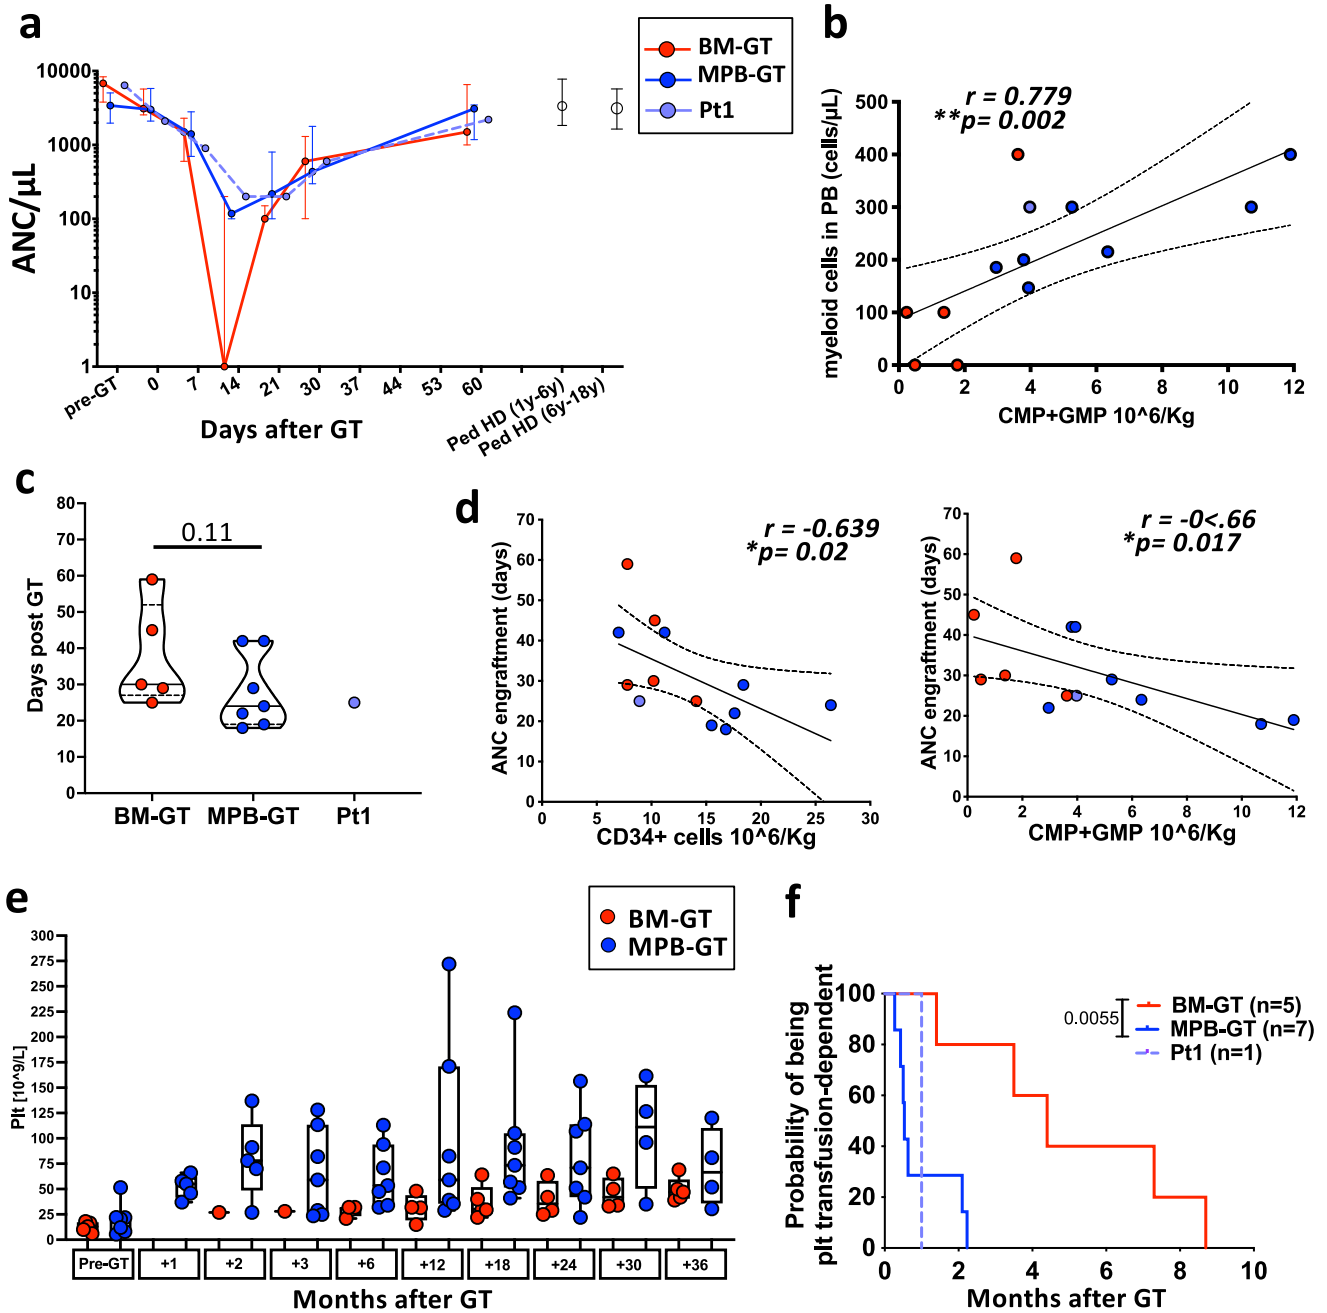 a
BM-GT
MPB-GT
Pt1
ANC/µL
10000
1000
100
10
1
pre-GT
0
7
14
21
30
37
44
53
60
Ped HD (1y-6y)
Ped HD (6y-18y)
Days after GT
b
r = 0.779
**p= 0.002
myeloid cells in PB (cells/µL)
500
400
300
200
100
0
0 2 4 6 8 10 12
CMP+GMP 10^6/Kg
c
0.11
Days post GT
80
70
60
50
40
30
20
10
0
BM-GT MPB-GT Pt1
d
r = -0.639
*p= 0.02
ANC engraftment (days)
70
60
50
40
30
20
10
0
0 5 10 15 20 25 30
CD34+ cells 10^6/Kg
r = -0<.66
*p= 0.017
ANC engraftment (days)
70
60
50
40
30
20
10
0
0 2 4 6 8 10 12
CMP+GMP 10^6/Kg
e
BM-GT
MPB-GT
Plt [10^9/L]
300
275
250
225
200
175
150
125
100
75
50
25
0
Pre-GT +1 +2 +3 +6 +12 +18 +24 +30 +36
Months after GT
f
Probability of being
plt transfusion-dependent
100
80
60
40
20
0
0.0055
BM-GT (n=5)
MPB-GT (n=7)
Pt1 (n=1)
0 2 4 6 8 10
Months after GT